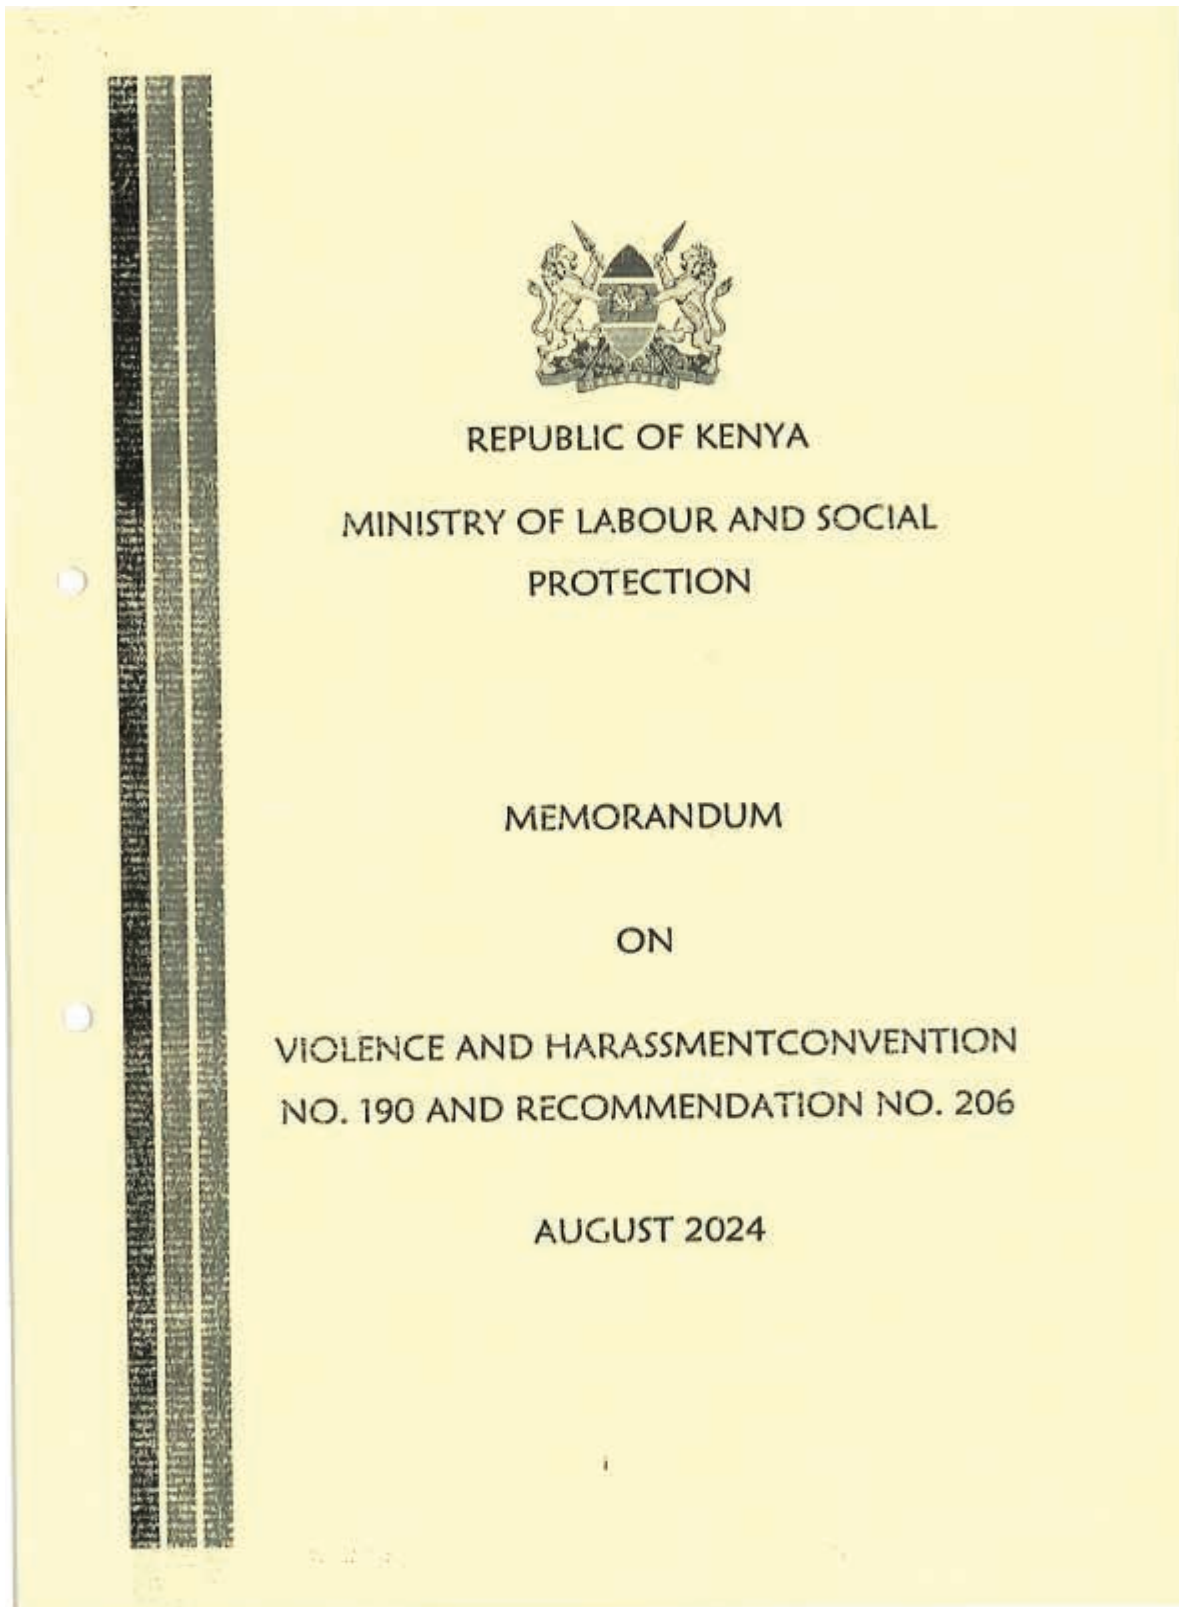 REPUBLIC OF KENYA
MINISTRY OF LABOUR AND SOCIAL
PROTECTION
MEMORANDUM
ON
VIOLENCE AND HARASSMENTCONVENTION
NO. 190 AND RECOMMENDATION NO. 206
AUGUST 2024
i